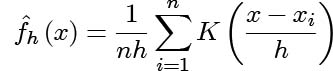 $\hat{f}_h(x) = \frac{1}{nh} \sum_{i=1}^{n} K\left(\frac{x - x_i}{h}\right)$